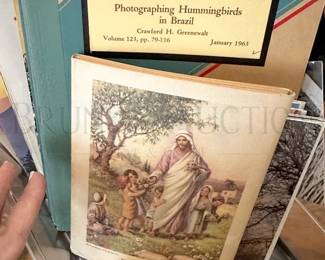 Photographing Hummingbirds
in Brazil
Crawford H. Greenewalt
Volume 123, pp. 79-116 January 1963